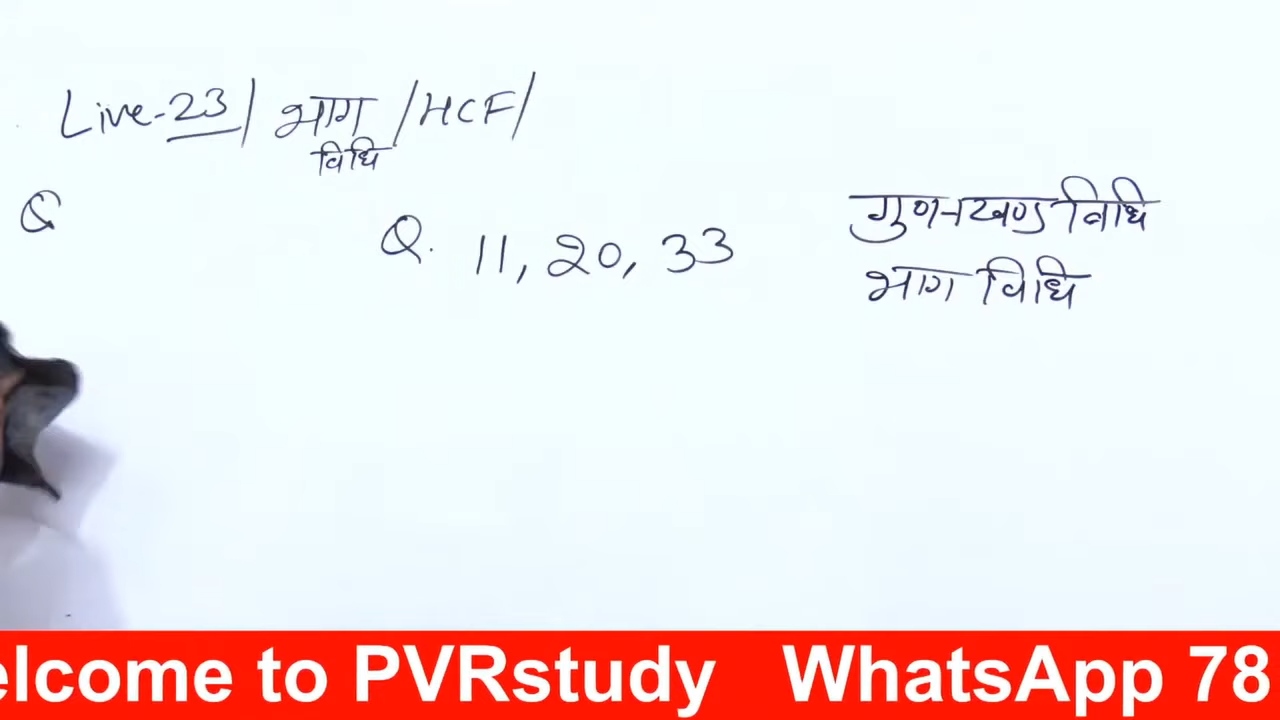 Live-23/ भाग /HCF/
विधि
Q
Q. 11, 20, 33
गुणनखण्ड विधि
भाग विधि
elcome to PVRstudy WhatsApp 78